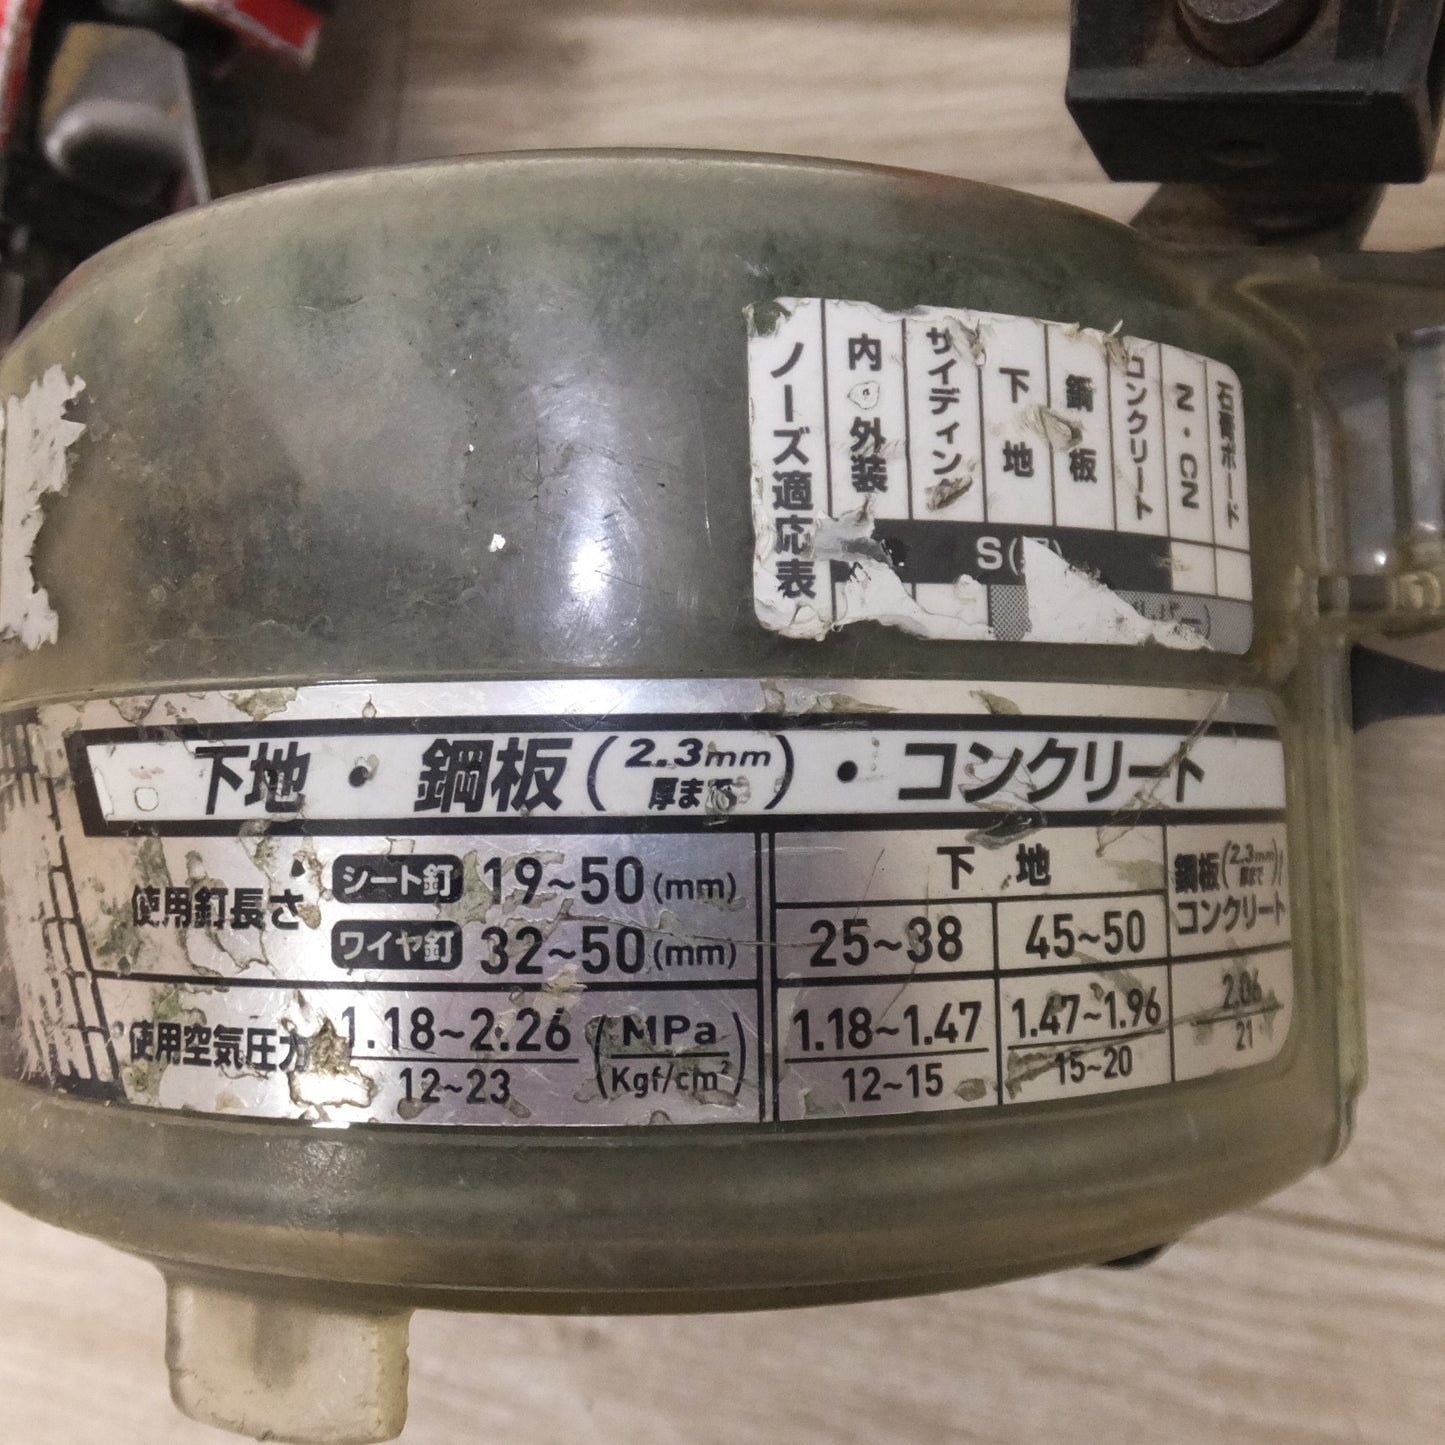 ノーズ適応表
内・外装
サイディング
下地
鋼板
コンクリート
N・CN
石膏ボード
S(
下地・鋼板(2.3mm厚まで)・コンクリート
使用釘長さ シート釘 19~50(mm)
ワイヤ釘 32~50(mm)
使用空気圧力 1.18~2.26 (MPa
12~23 Kgf/cm²)
下地
25~38 45~50
1.18~1.47 1.47~1.96
12~15 15~20
鋼板(2.3mm厚まで)/
コンクリート
2.06
21